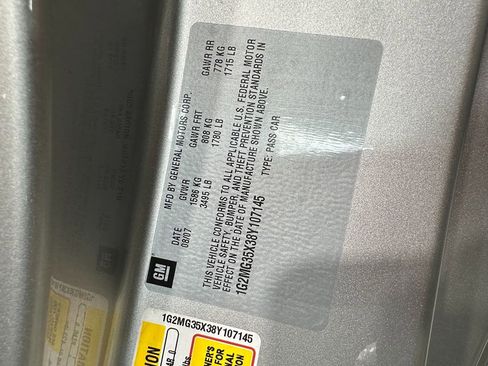 GM
MFD BY GENERAL MOTORS CORP.
DATE GVWR GAWR FRT GAWR RR
08/07 1586 KG 808 KG 778 KG
3495 LB 1780 LB 1715 LB
THIS VEHICLE CONFORMS TO ALL APPLICABLE U.S. FEDERAL MOTOR
VEHICLE SAFETY, BUMPER, AND THEFT PREVENTION STANDARDS IN
EFFECT ON THE DATE OF MANUFACTURE SHOWN ABOVE.
1G2MG35X38Y107145 TYPE: PASS CAR
1G2MG35X38Y107145